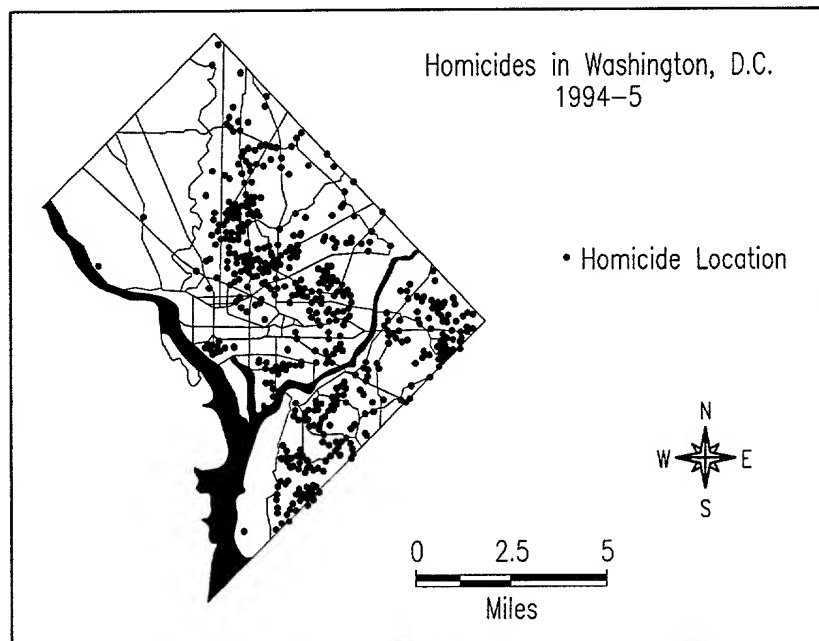 Homicides in Washington, D.C.
1994-5
• Homicide Location
N
W E
S
0 2.5 5
Miles